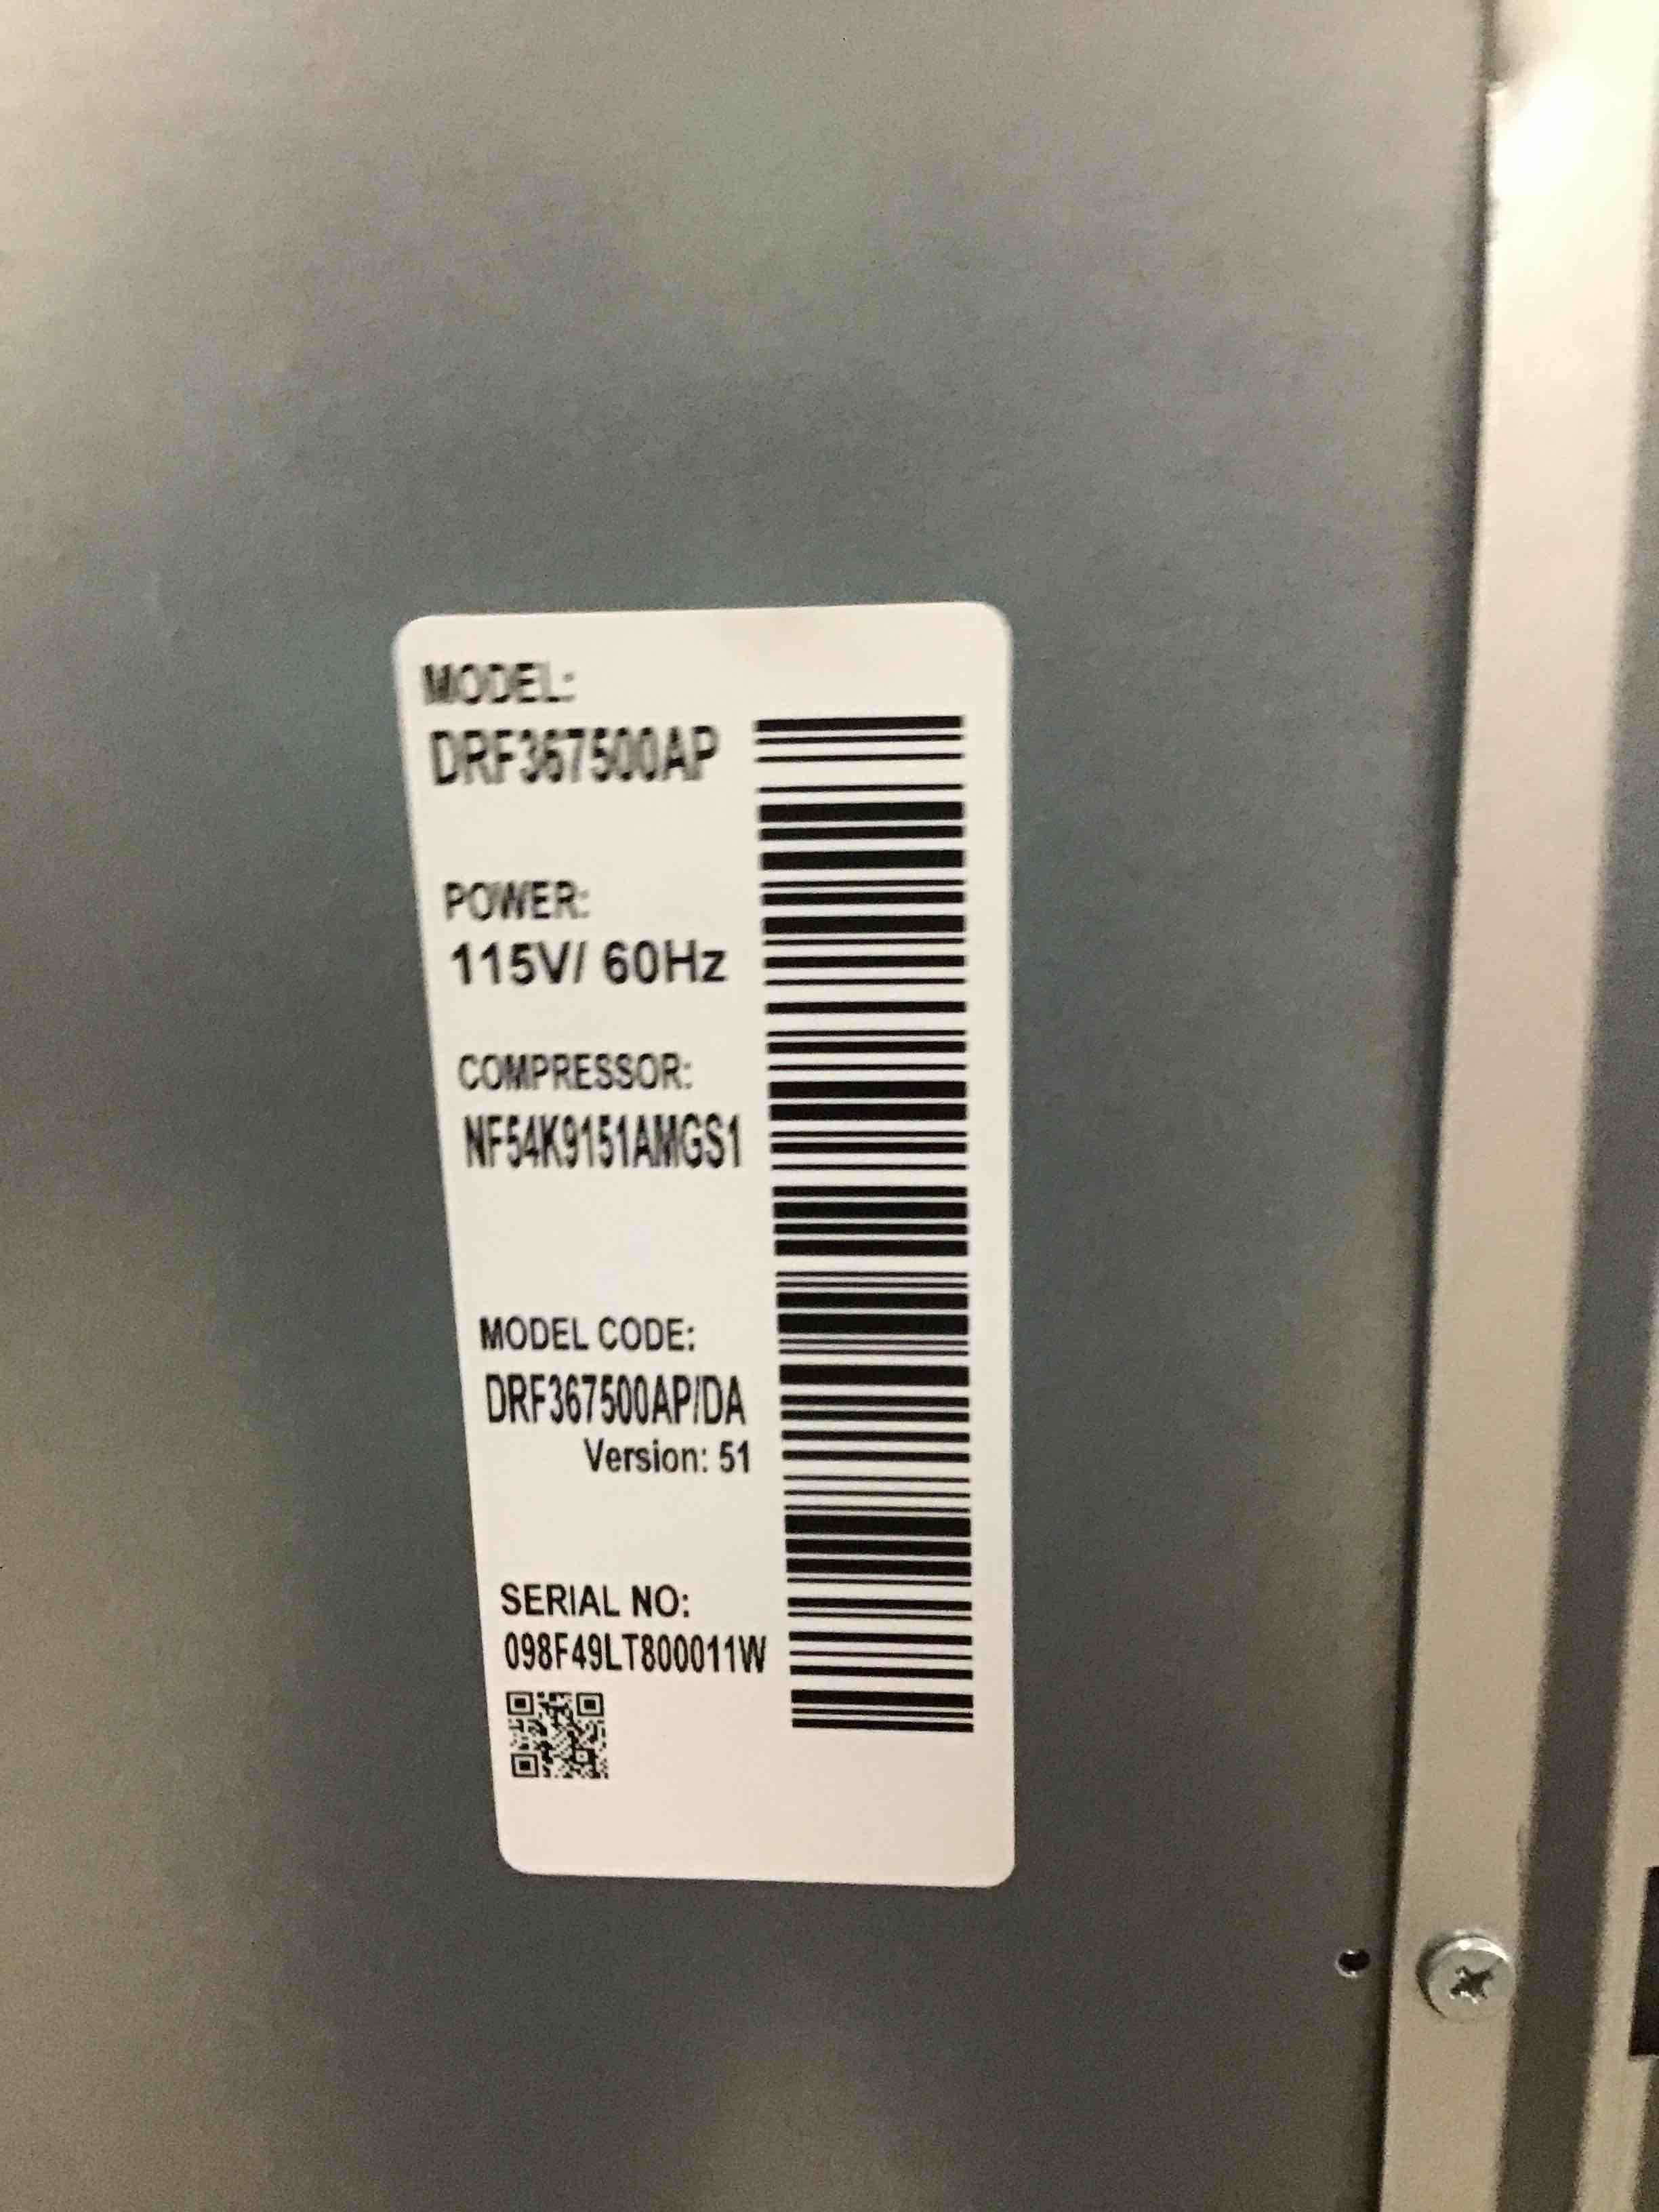 MODEL:
DRF367500AP
POWER:
115V/ 60Hz
COMPRESSOR:
NF54K9151AMGS1
MODEL CODE:
DRF367500AP/DA
Version: 51
SERIAL NO:
098F49LT800011W